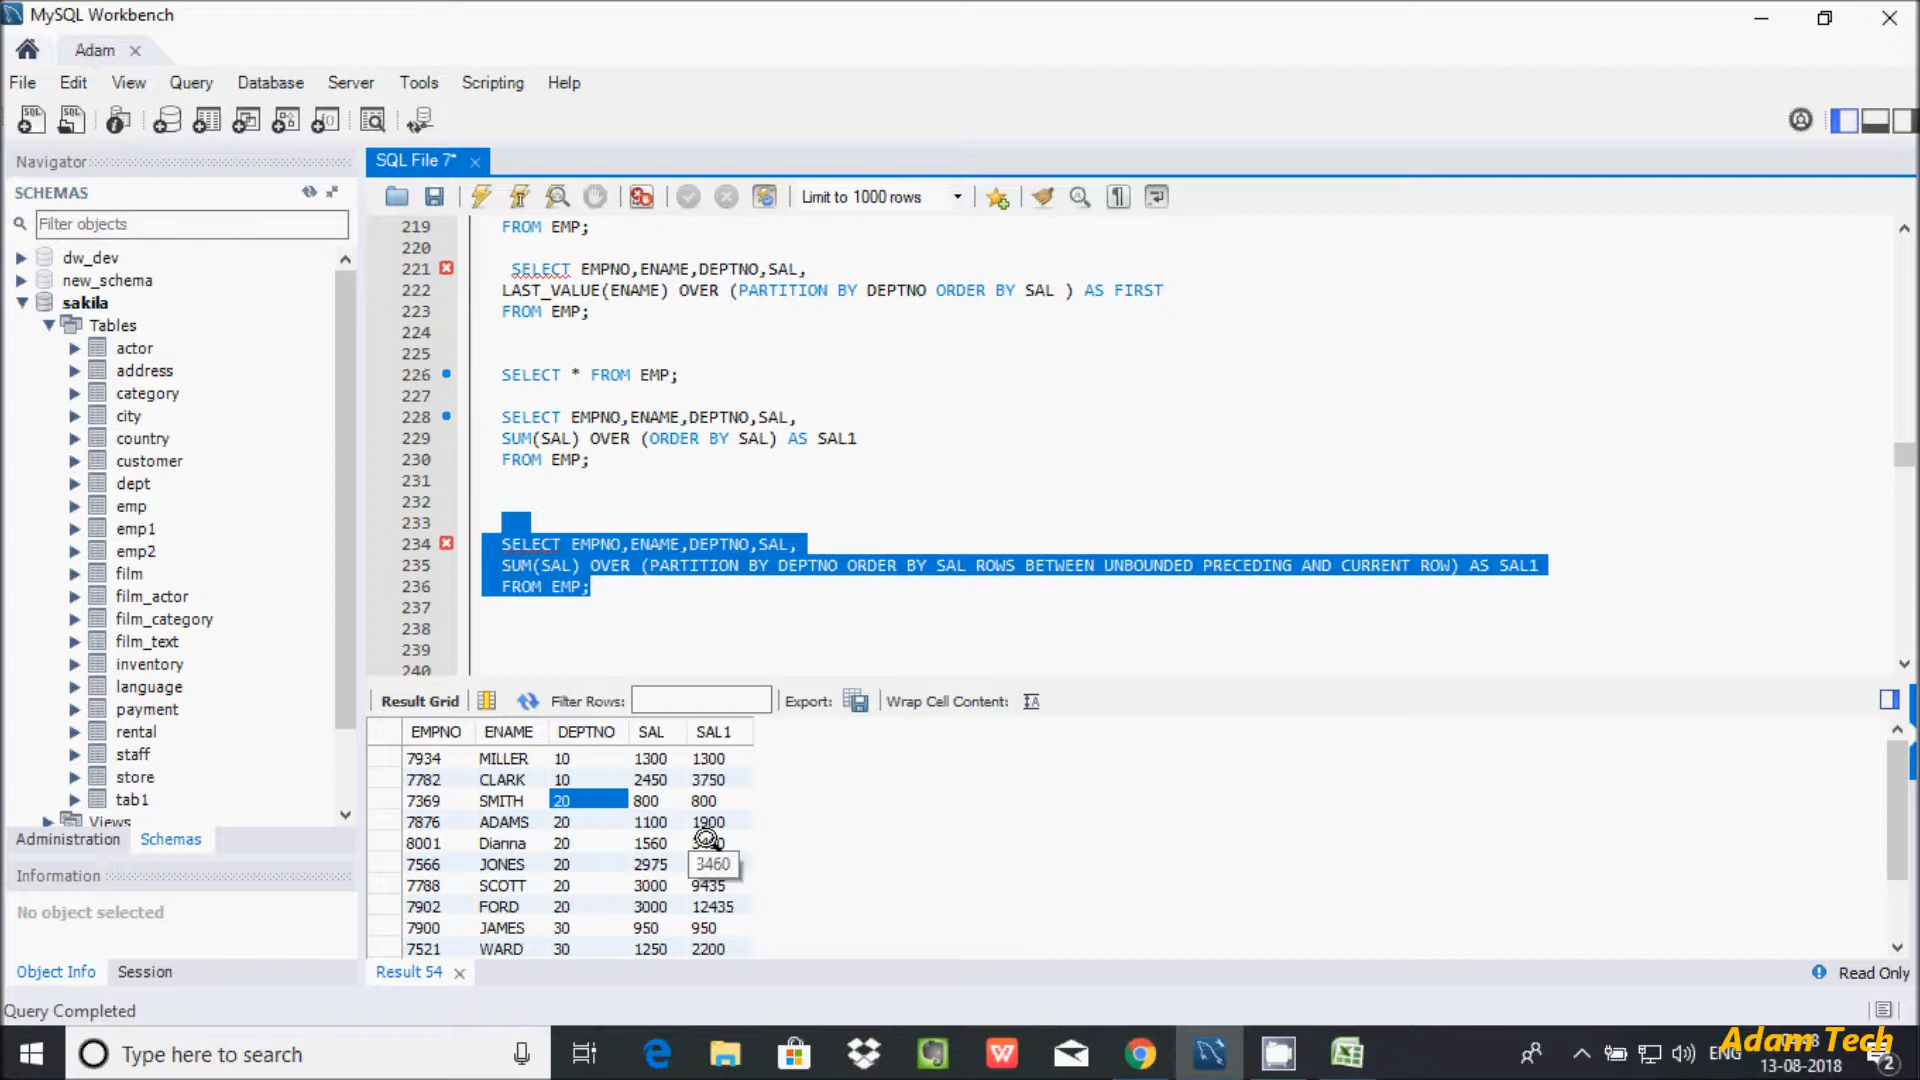 MySQL Workbench
Adam
File Edit View Query Database Server Tools Scripting Help
Navigator
SCHEMAS
Filter objects
dw_dev
new_schema
sakila
Tables
actor
address
category
city
country
customer
dept
emp
emp1
emp2
film
film_actor
film_category
film_text
inventory
language
payment
rental
staff
store
tab1
Views
Administration Schemas
Information
No object selected
Object Info Session
SQL File 7*
Limit to 1000 rows
219 FROM EMP;
220
221 SELECT EMPNO,ENAME,DEPTNO,SAL,
222 LAST_VALUE(ENAME) OVER (PARTITION BY DEPTNO ORDER BY SAL ) AS FIRST
223 FROM EMP;
224
225
226 SELECT * FROM EMP;
227
228 SELECT EMPNO,ENAME,DEPTNO,SAL,
229 SUM(SAL) OVER (ORDER BY SAL) AS SAL1
230 FROM EMP;
231
232
233
234 SELECT EMPNO,ENAME,DEPTNO,SAL,
235 SUM(SAL) OVER (PARTITION BY DEPTNO ORDER BY SAL ROWS BETWEEN UNBOUNDED PRECEDING AND CURRENT ROW) AS SAL1
236 FROM EMP;
237
238
239
240
Result Grid Filter Rows: Export: Wrap Cell Content:
EMPNO ENAME DEPTNO SAL SAL1
7934 MILLER 10 1300 1300
7782 CLARK 10 2450 3750
7369 SMITH 20 800 800
7876 ADAMS 20 1100 1900
8001 Dianna 20 1560
7566 JONES 20 2975
3460
7788 SCOTT 20 3000 9435
7902 FORD 20 3000 12435
7900 JAMES 30 950 950
7521 WARD 30 1250 2200
Result 54
Read Only
Query Completed
Type here to search
ENG
13-08-2018
2
Adam Tech